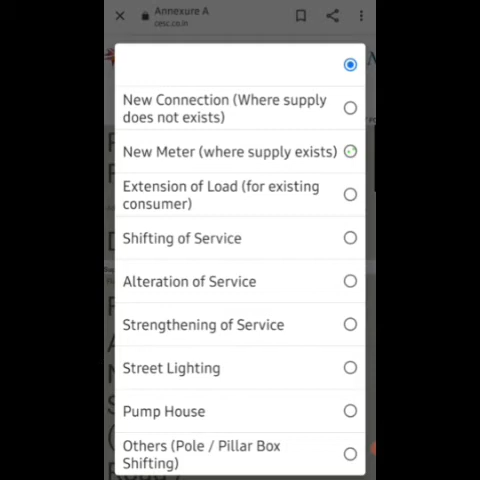 Annexure A
cesc.co.in
New Connection (Where supply
does not exists)
New Meter (where supply exists)
Extension of Load (for existing
consumer)
Shifting of Service
Alteration of Service
Strengthening of Service
Street Lighting
Pump House
Others (Pole / Pillar Box
Shifting)